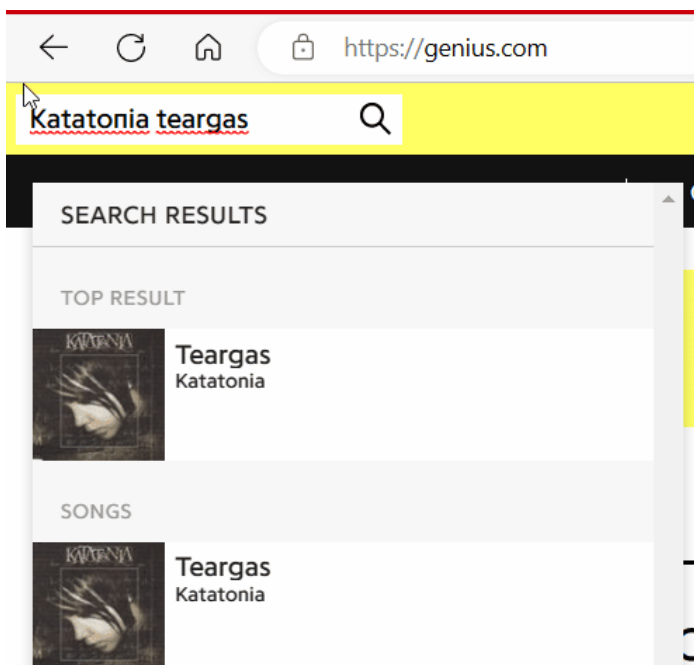 https://genius.com
Katatonia teargas
SEARCH RESULTS
TOP RESULT
KATATONIA
Teargas
Katatonia
SONGS
KATATONIA
Teargas
Katatonia